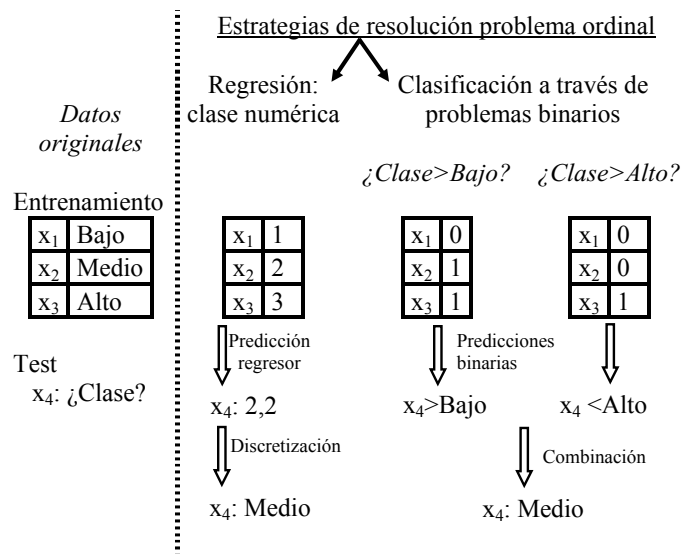 Estrategias de resolución problema ordinal
Regresión:
clase numérica
Clasificación a través de
problemas binarios
Datos
originales
¿Clase>Bajo?
¿Clase>Alto?
Entrenamiento
x₁ Bajo
x₂ Medio
x₃ Alto
x₁ 1
x₂ 2
x₃ 3
x₁ 0
x₂ 1
x₃ 1
x₁ 0
x₂ 0
x₃ 1
Test
x₄: ¿Clase?
Predicción
regresor
Predicciones
binarias
x₄: 2,2
x₄>Bajo
x₄ <Alto
Discretización
Combinación
x₄: Medio
x₄: Medio